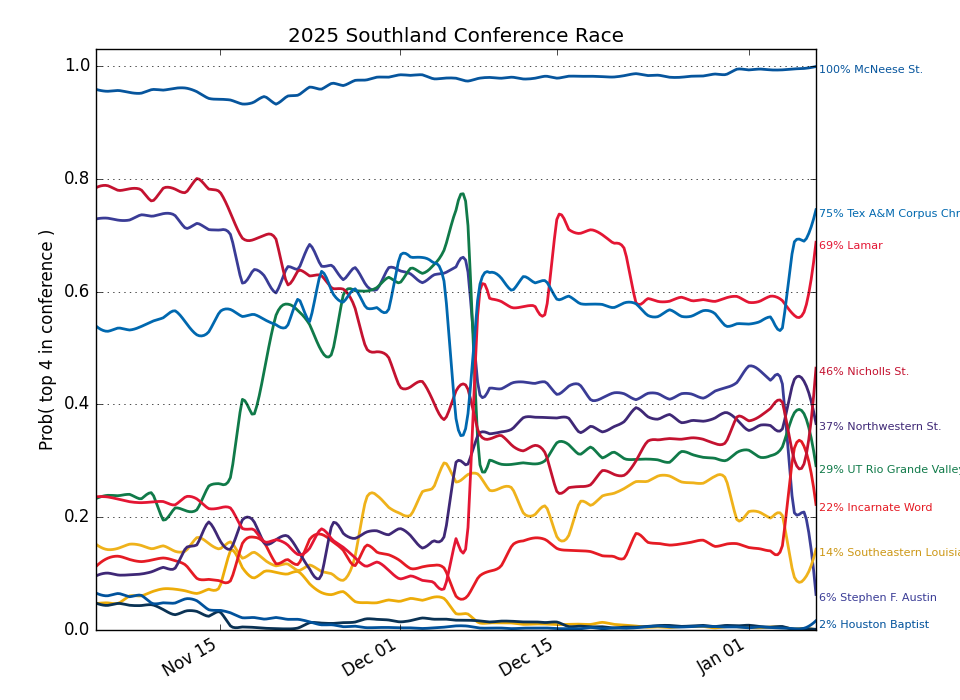 2025 Southland Conference Race
1.0
0.8
0.6
0.4
0.2
0.0
Prob( top 4 in conference )
Nov 15
Dec 01
Dec 15
Jan 01
100% McNeese St.
75% Tex A&M Corpus Chr
69% Lamar
46% Nicholls St.
37% Northwestern St.
29% UT Rio Grande Valley
22% Incarnate Word
14% Southeastern Louisia
6% Stephen F. Austin
2% Houston Baptist